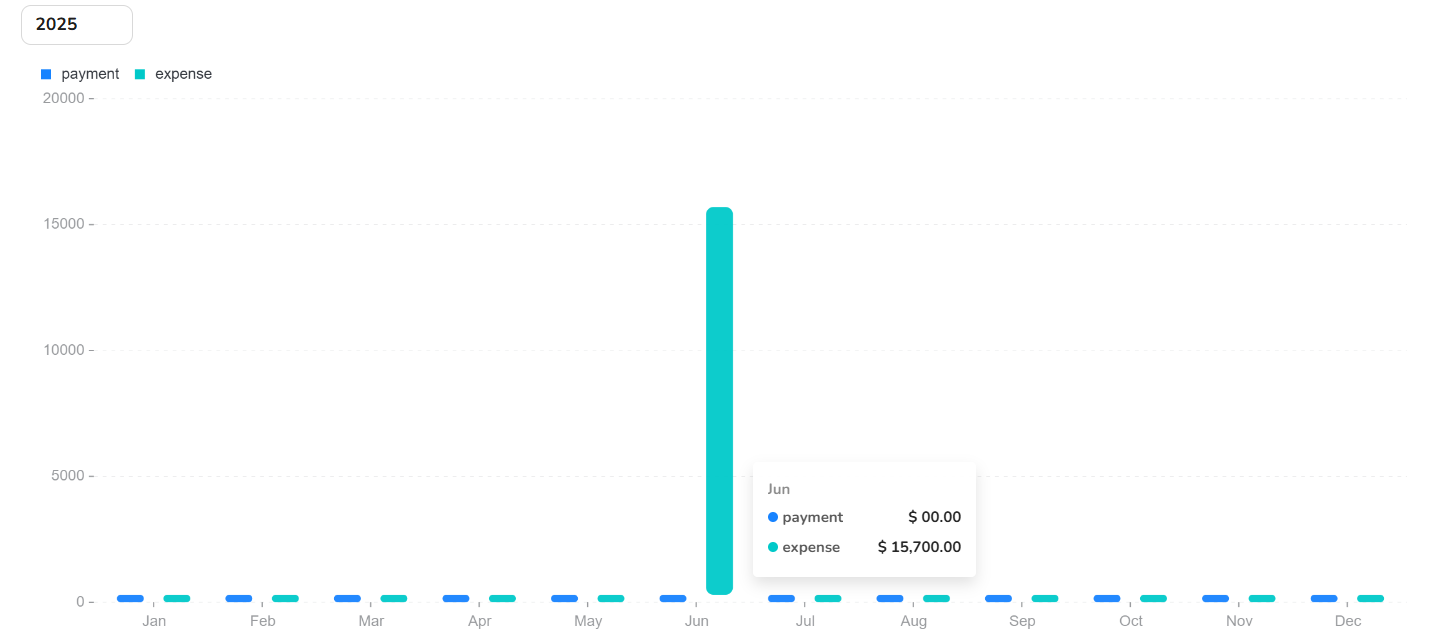 2025
payment expense
20000
15000
10000
5000
0
Jun
payment $ 00.00
expense $ 15,700.00
Jan Feb Mar Apr May Jun Jul Aug Sep Oct Nov Dec